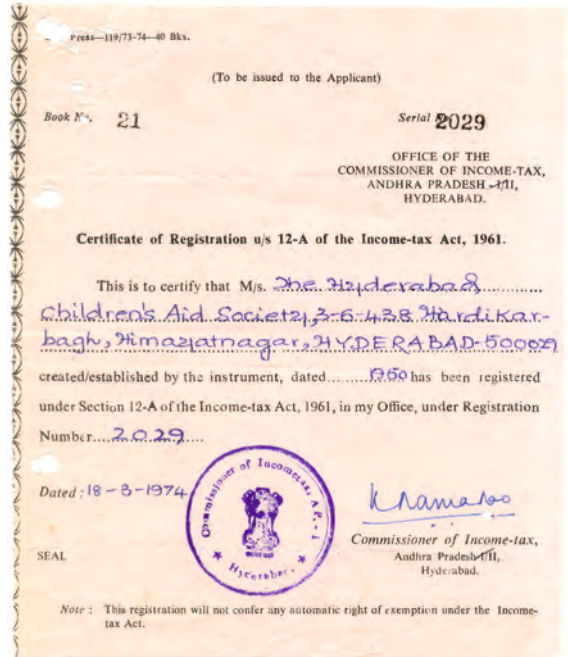 Press—119/73-74—40 Bks.
(To be issued to the Applicant)
Book No. 21
Serial 2029
OFFICE OF THE
COMMISSIONER OF INCOME-TAX,
ANDHRA PRADESH -I/II,
HYDERABAD.
Certificate of Registration u/s 12-A of the Income-tax Act, 1961.
This is to certify that M/s. The Hyderabad
Children's Aid Society, 3-6-438 Hardikar-
bagh, Himayatnagar, HYDERABAD-500029
created/established by the instrument, dated.........1950 has been registered
under Section 12-A of the Income-tax Act, 1961, in my Office, under Registration
Number....2029....
Commissioner of Incometax, A.P.-I
★ Hyderabad. ★
Dated : 18-3-1974
Commissioner of Income-tax,
Andhra Pradesh-I/II,
Hyderabad.
SEAL
Note : This registration will not confer any automatic right of exemption under the Income-
tax Act.